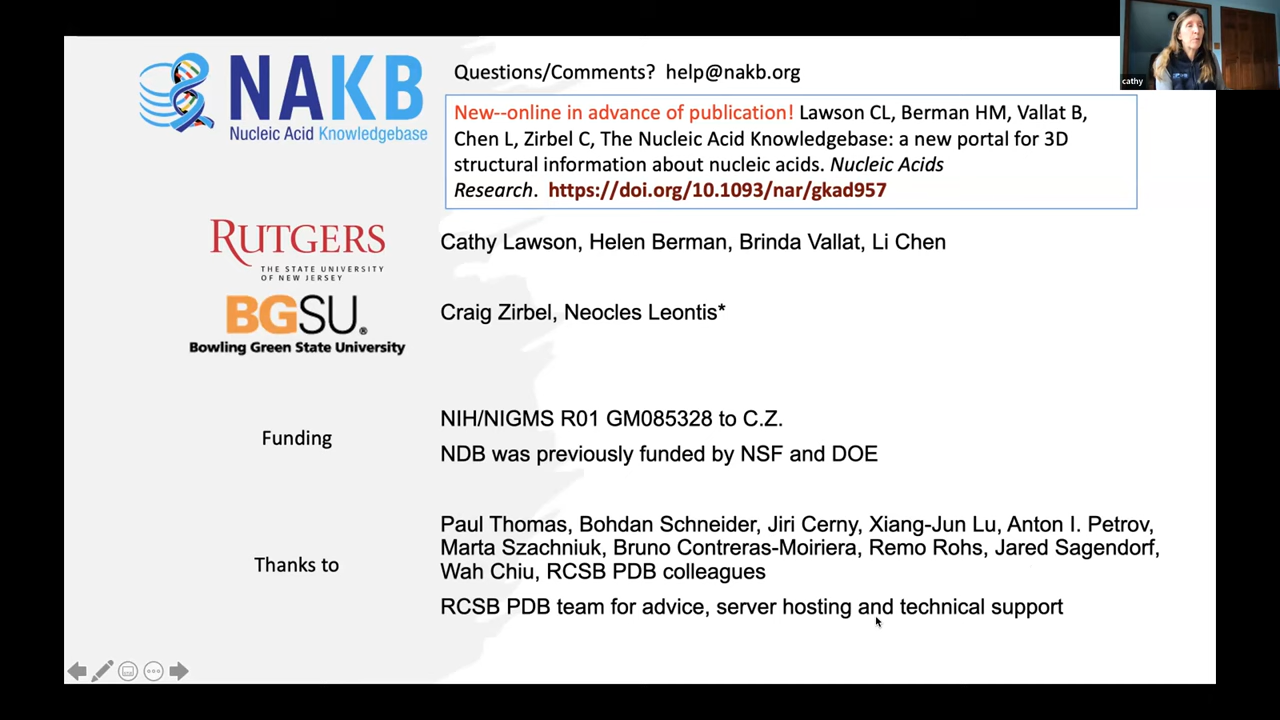 cathy
NAKB
Nucleic Acid Knowledgebase
Questions/Comments? help@nakb.org
New--online in advance of publication! Lawson CL, Berman HM, Vallat B,
Chen L, Zirbel C, The Nucleic Acid Knowledgebase: a new portal for 3D
structural information about nucleic acids. Nucleic Acids
Research. https://doi.org/10.1093/nar/gkad957
RUTGERS
THE STATE UNIVERSITY
OF NEW JERSEY
Cathy Lawson, Helen Berman, Brinda Vallat, Li Chen
BGSU®
Bowling Green State University
Craig Zirbel, Neocles Leontis*
Funding
NIH/NIGMS R01 GM085328 to C.Z.
NDB was previously funded by NSF and DOE
Thanks to
Paul Thomas, Bohdan Schneider, Jiri Cerny, Xiang-Jun Lu, Anton I. Petrov,
Marta Szachniuk, Bruno Contreras-Moiriera, Remo Rohs, Jared Sagendorf,
Wah Chiu, RCSB PDB colleagues
RCSB PDB team for advice, server hosting and technical support